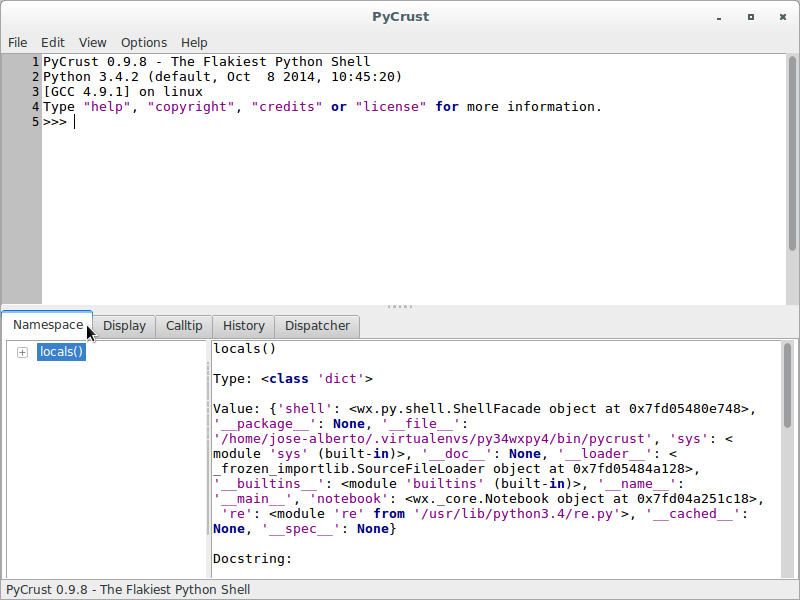 PyCrust
File Edit View Options Help
1 PyCrust 0.9.8 - The Flakiest Python Shell
2 Python 3.4.2 (default, Oct  8 2014, 10:45:20)
3 [GCC 4.9.1] on linux
4 Type "help", "copyright", "credits" or "license" for more information.
5 >>>
Namespace Display Calltip History Dispatcher
locals()
locals()
Type: <class 'dict'>
Value: {'shell': <wx.py.shell.ShellFacade object at 0x7fd05480e748>,
'__package__': None, '__file__':
'/home/jose-alberto/.virtualenvs/py34wxpy4/bin/pycrust', 'sys': <
module 'sys' (built-in)>, '__doc__': None, '__loader__': <
_frozen_importlib.SourceFileLoader object at 0x7fd05484a128>,
'__builtins__': <module 'builtins' (built-in)>, '__name__':
'__main__', 'notebook': <wx._core.Notebook object at 0x7fd04a251c18>,
're': <module 're' from '/usr/lib/python3.4/re.py'>, '__cached__':
None, '__spec__': None}
Docstring:
PyCrust 0.9.8 - The Flakiest Python Shell